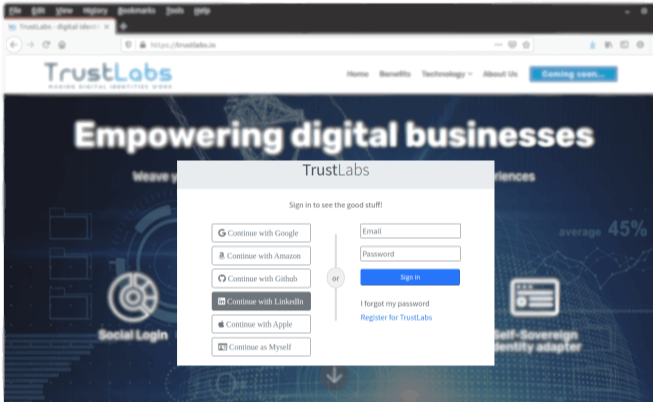 File Edit View History Bookmarks Tools Help
TrustLabs - digital identi
https://trustlabs.io
TrustLabs
MAKING DIGITAL IDENTITIES WORK
Home Benefits Technology About Us Coming soon...
Empowering digital businesses
Weave y
riences
TrustLabs
Sign in to see the good stuff!
Continue with Google
Continue with Amazon
Continue with Github
Continue with LinkedIn
Continue with Apple
Continue as Myself
or
Email
Password
Sign in
I forgot my password
Register for TrustLabs
average 45%
Social Login
Self-Sovereign
identity adapter